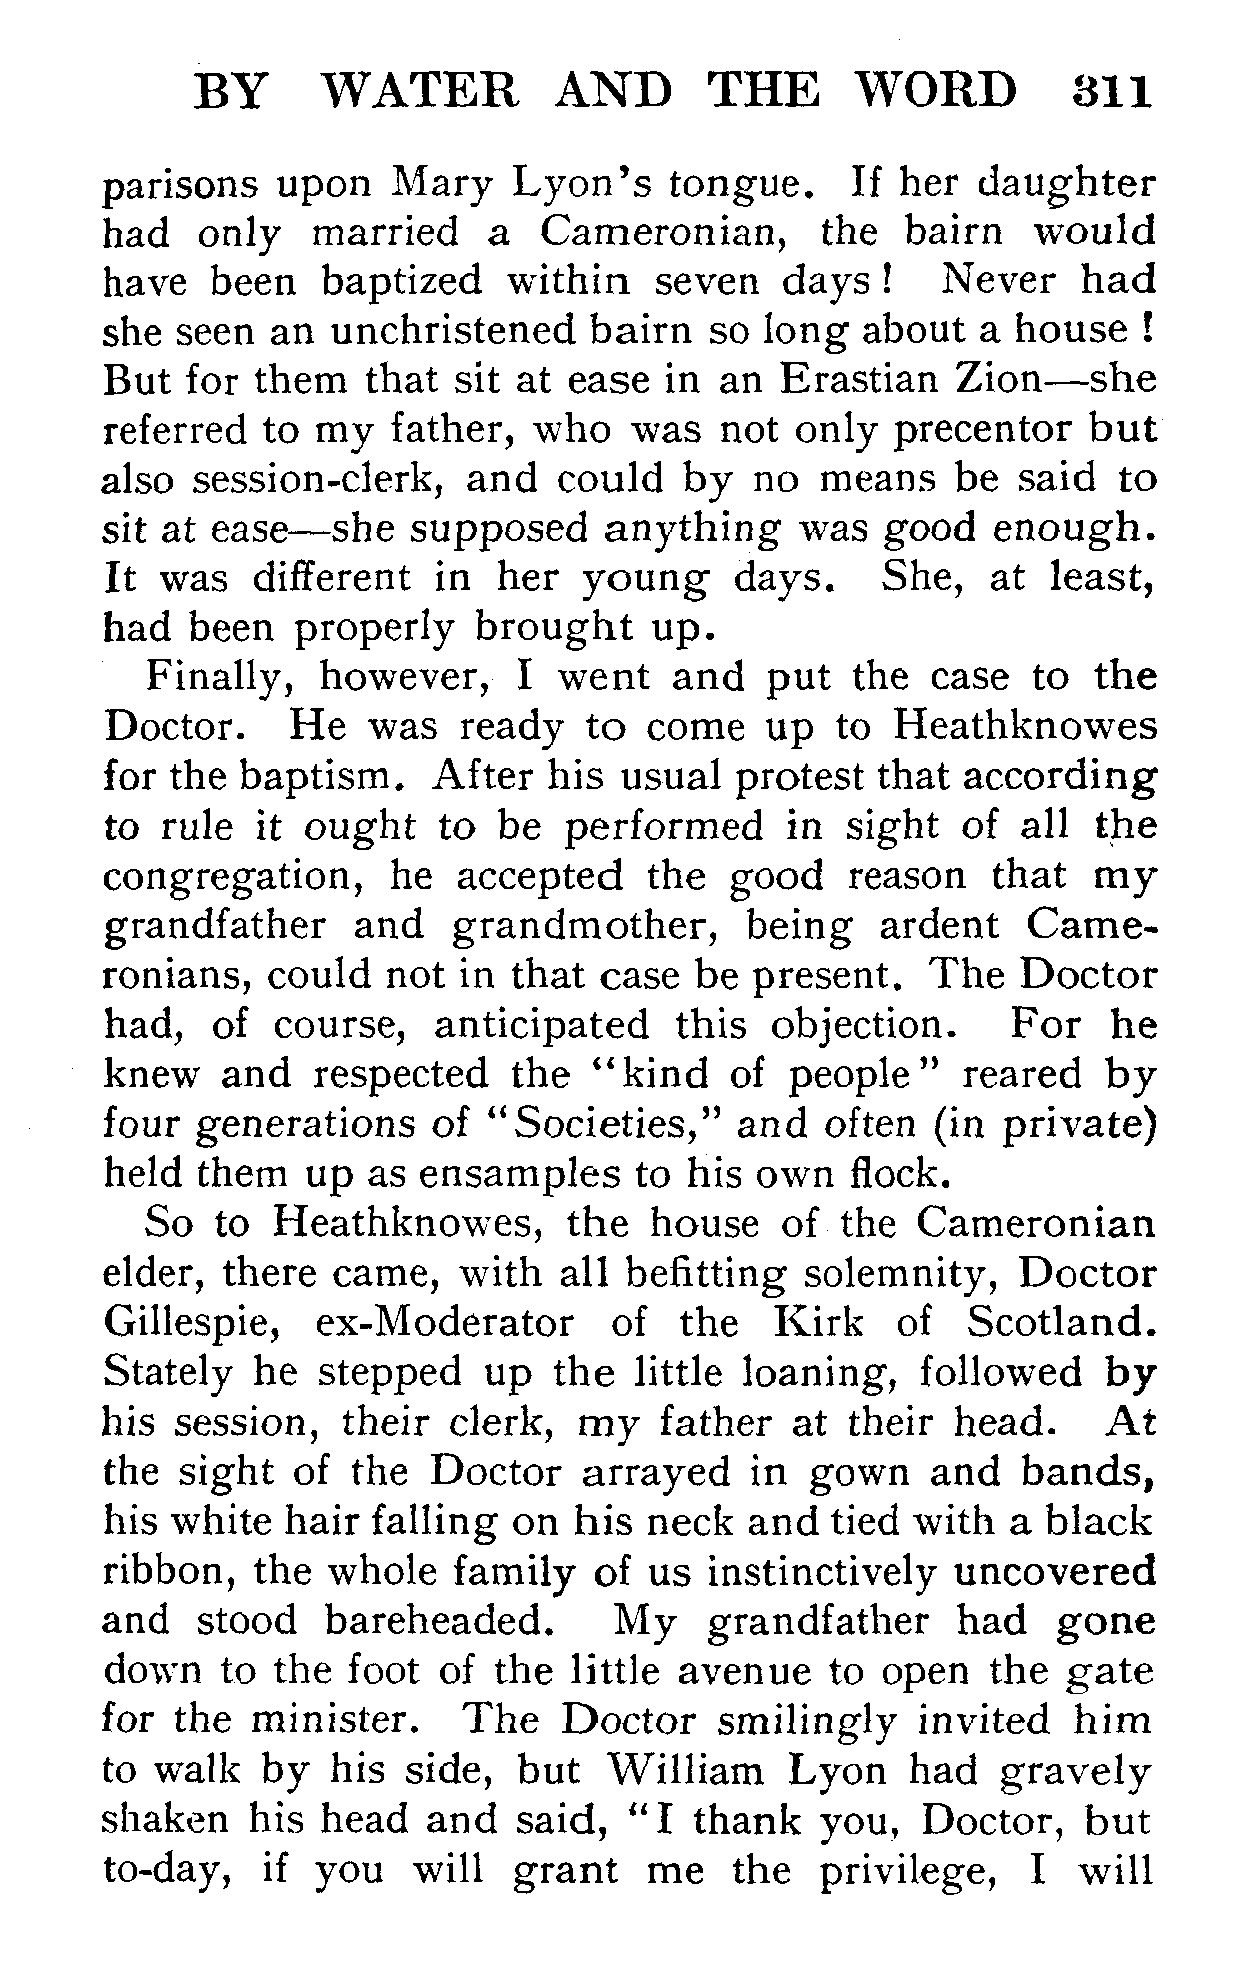 BY WATER AND THE WORD 311
parisons upon Mary Lyon's tongue. If her daughter
had only married a Cameronian, the bairn would
have been baptized within seven days! Never had
she seen an unchristened bairn so long about a house!
But for them that sit at ease in an Erastian Zion—she
referred to my father, who was not only precentor but
also session-clerk, and could by no means be said to
sit at ease—she supposed anything was good enough.
It was different in her young days. She, at least,
had been properly brought up.
Finally, however, I went and put the case to the
Doctor. He was ready to come up to Heathknowes
for the baptism. After his usual protest that according
to rule it ought to be performed in sight of all the
congregation, he accepted the good reason that my
grandfather and grandmother, being ardent Came-
ronians, could not in that case be present. The Doctor
had, of course, anticipated this objection. For he
knew and respected the "kind of people" reared by
four generations of "Societies," and often (in private)
held them up as ensamples to his own flock.
So to Heathknowes, the house of the Cameronian
elder, there came, with all befitting solemnity, Doctor
Gillespie, ex-Moderator of the Kirk of Scotland.
Stately he stepped up the little loaning, followed by
his session, their clerk, my father at their head. At
the sight of the Doctor arrayed in gown and bands,
his white hair falling on his neck and tied with a black
ribbon, the whole family of us instinctively uncovered
and stood bareheaded. My grandfather had gone
down to the foot of the little avenue to open the gate
for the minister. The Doctor smilingly invited him
to walk by his side, but William Lyon had gravely
shaken his head and said, "I thank you, Doctor, but
to-day, if you will grant me the privilege, I will